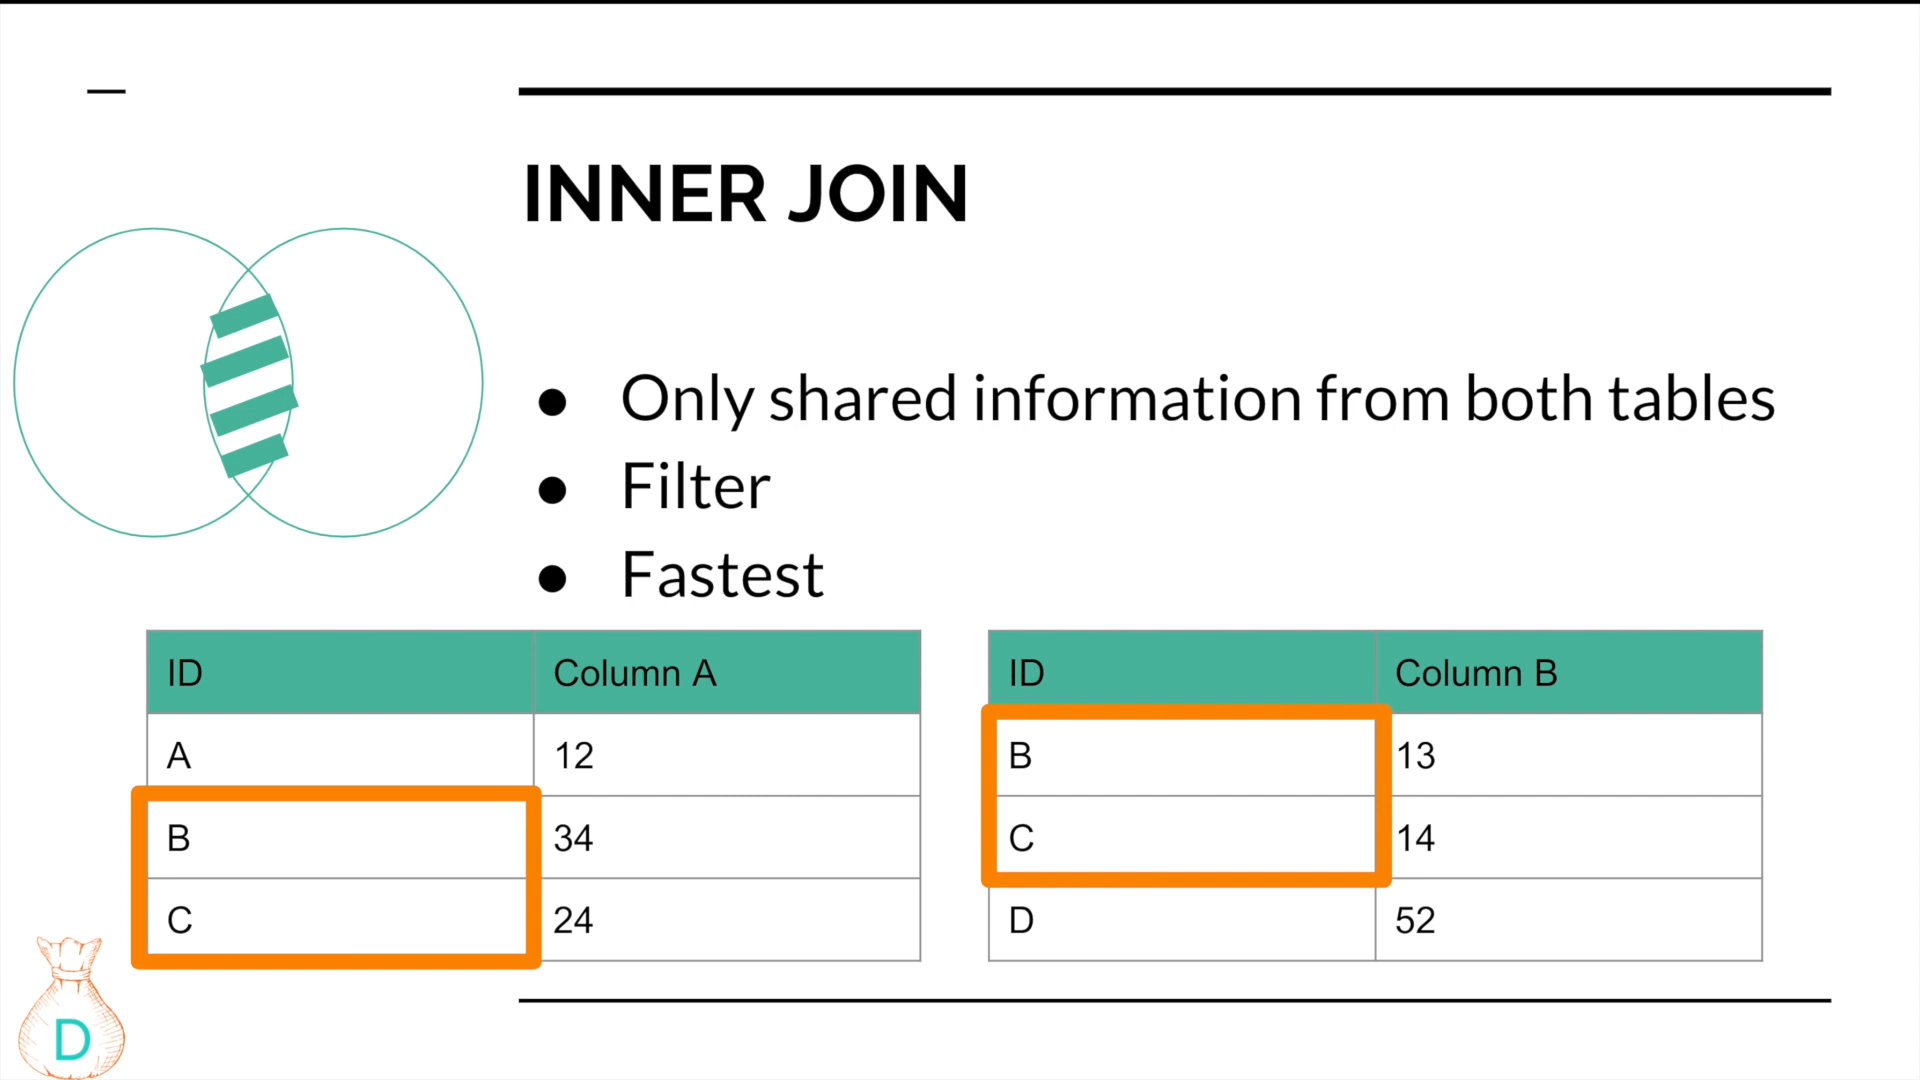 INNER JOIN
● Only shared information from both tables
● Filter
● Fastest
ID Column A
A 12
B 34
C 24
ID Column B
B 13
C 14
D 52
D